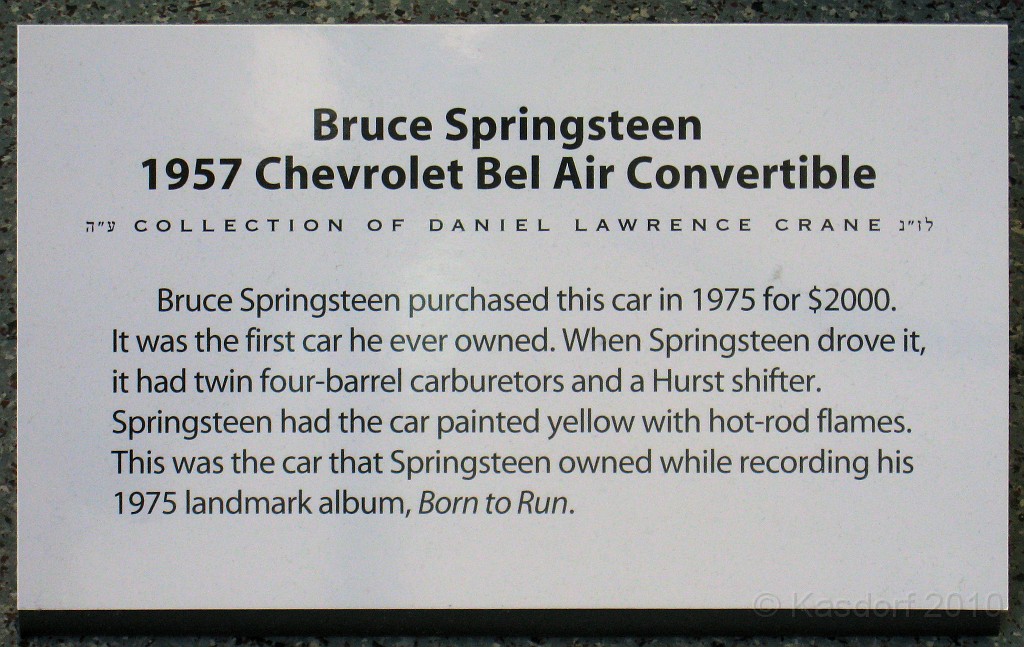 Bruce Springsteen
1957 Chevrolet Bel Air Convertible
ע״ה COLLECTION OF DANIEL LAWRENCE CRANE לז״נ
Bruce Springsteen purchased this car in 1975 for $2000.
It was the first car he ever owned. When Springsteen drove it,
it had twin four-barrel carburetors and a Hurst shifter.
Springsteen had the car painted yellow with hot-rod flames.
This was the car that Springsteen owned while recording his
1975 landmark album, Born to Run.
© Kasdorf 2010